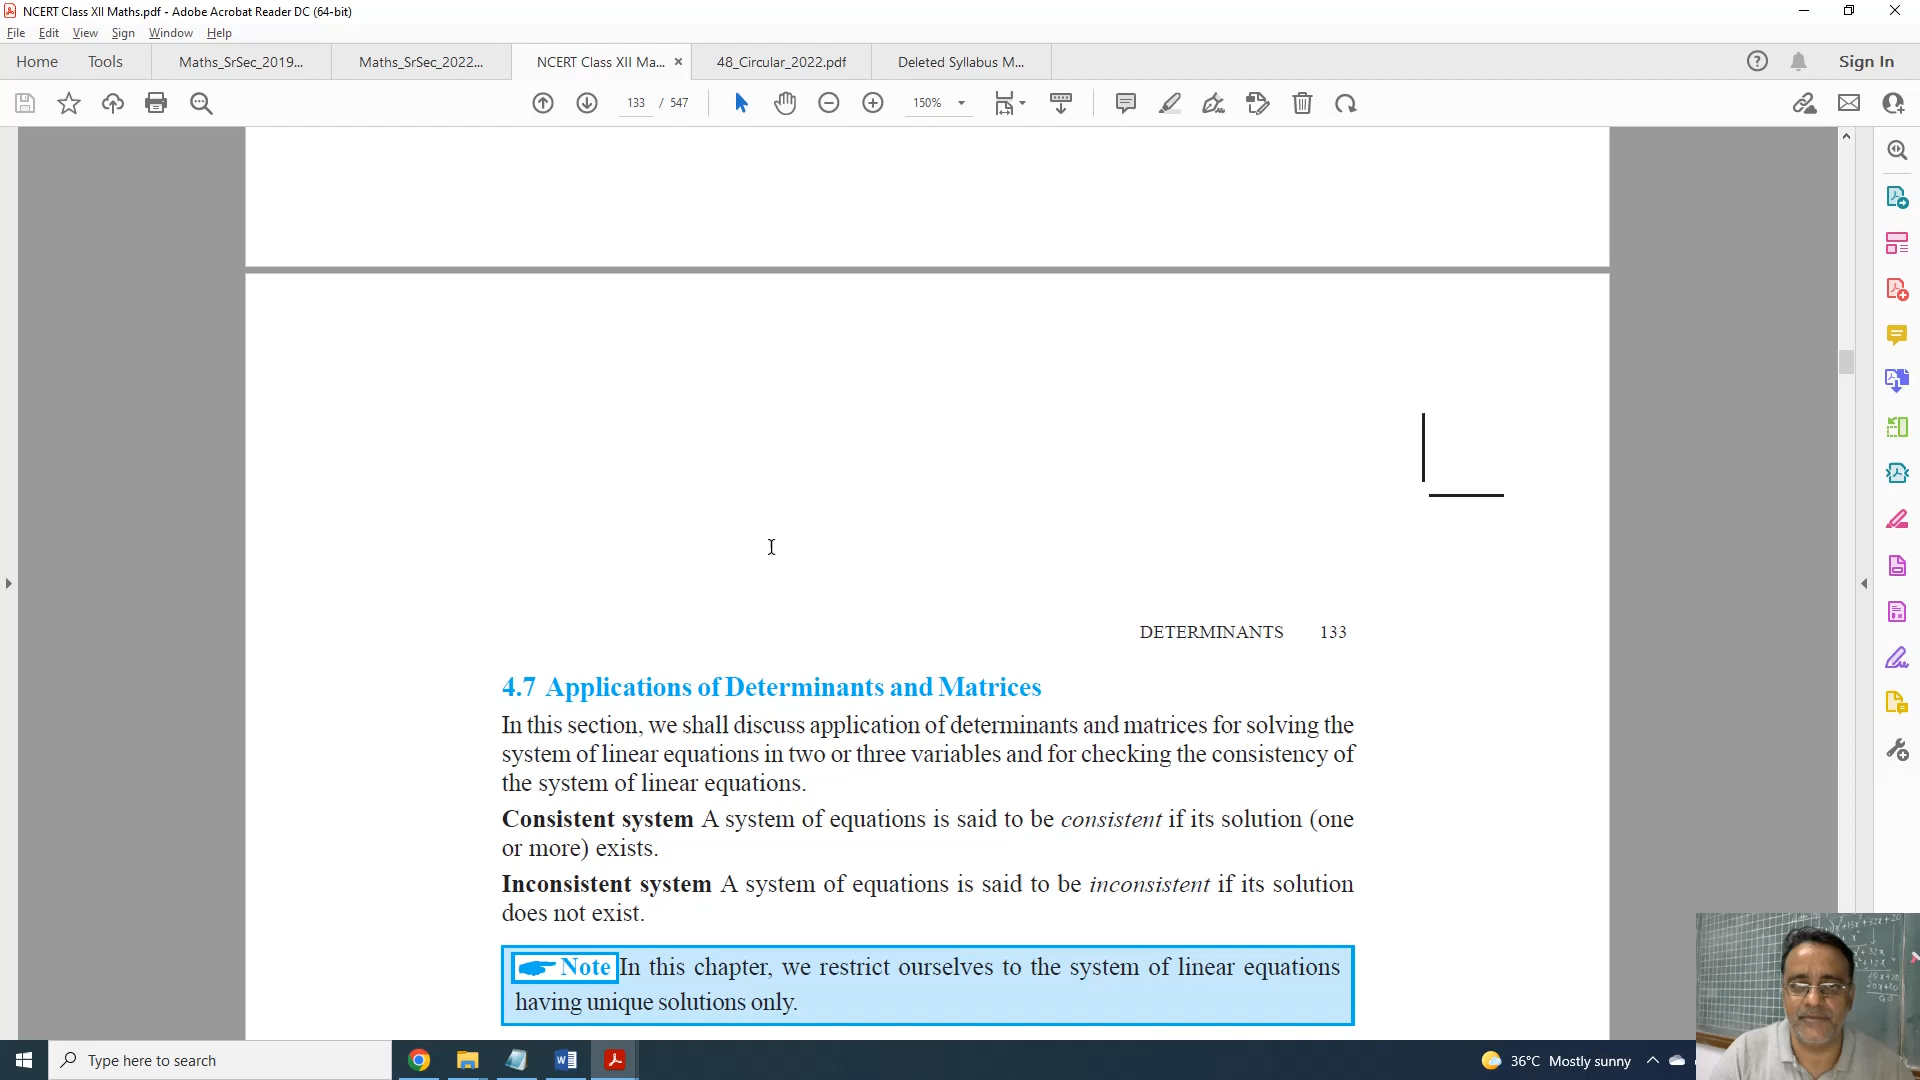 NCERT Class XII Maths.pdf - Adobe Acrobat Reader DC (64-bit)
File Edit View Sign Window Help
Home Tools Maths_SrSec_2019... Maths_SrSec_2022... NCERT Class XII Ma... 48_Circular_2022.pdf Deleted Syllabus M... Sign In
133 / 547 150%
DETERMINANTS 133
4.7 Applications of Determinants and Matrices
In this section, we shall discuss application of determinants and matrices for solving the
system of linear equations in two or three variables and for checking the consistency of
the system of linear equations.
Consistent system A system of equations is said to be consistent if its solution (one
or more) exists.
Inconsistent system A system of equations is said to be inconsistent if its solution
does not exist.
Note In this chapter, we restrict ourselves to the system of linear equations
having unique solutions only.
Type here to search
36°C Mostly sunny